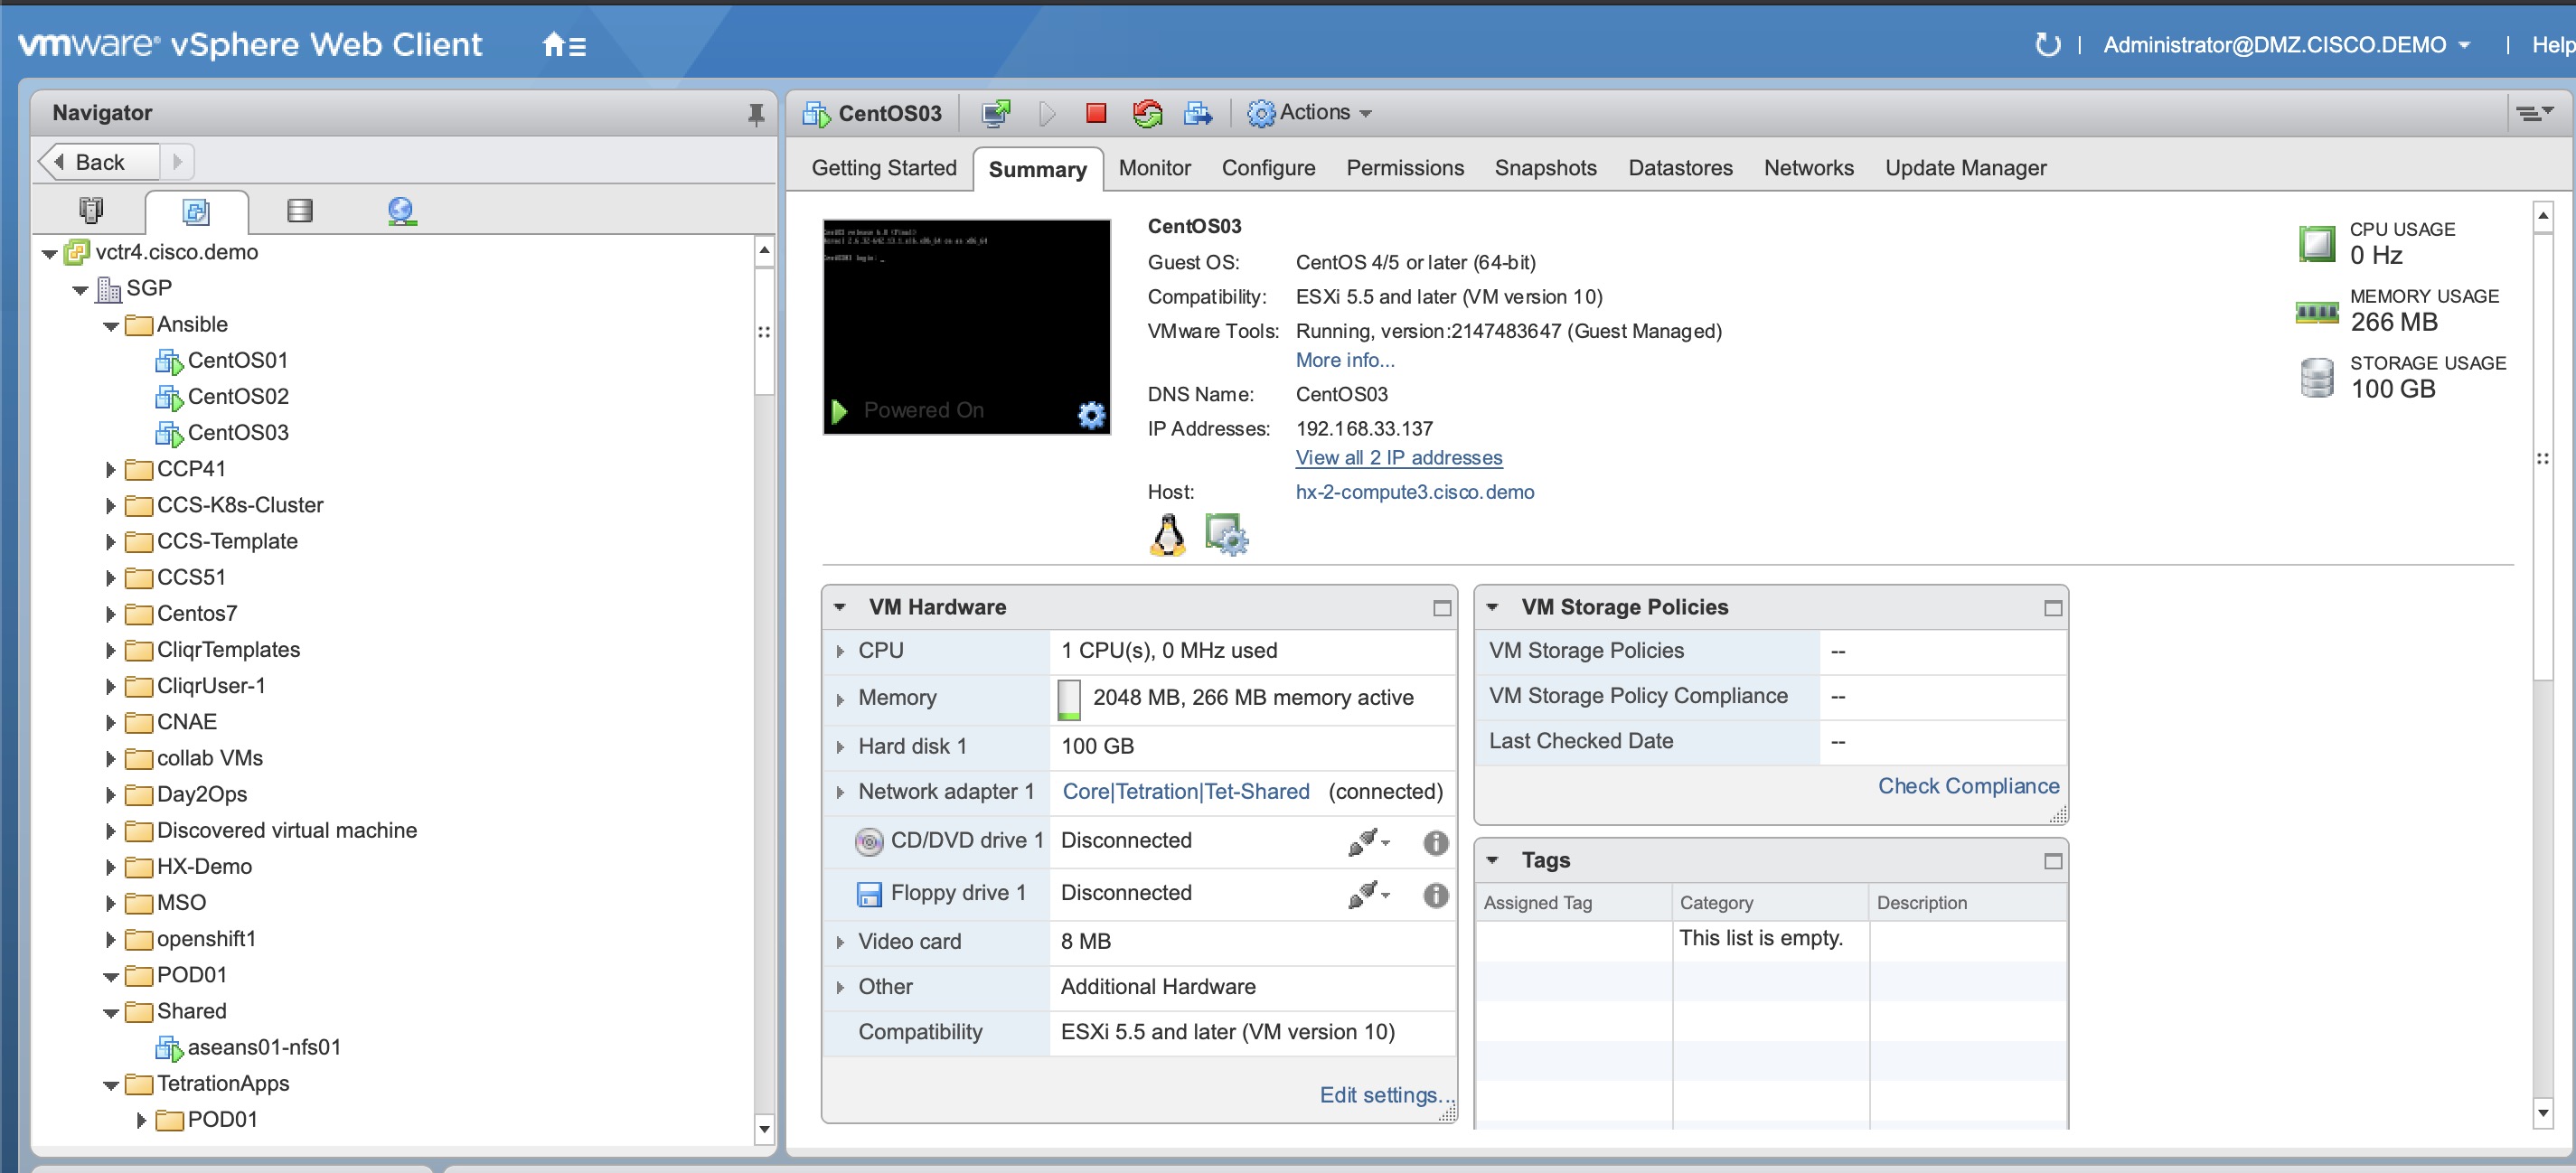 vmware® vSphere Web Client
Administrator@DMZ.CISCO.DEMO
Help
Navigator
Back
vctr4.cisco.demo
SGP
Ansible
CentOS01
CentOS02
CentOS03
CCP41
CCS-K8s-Cluster
CCS-Template
CCS51
Centos7
CliqrTemplates
CliqrUser-1
CNAE
collab VMs
Day2Ops
Discovered virtual machine
HX-Demo
MSO
openshift1
POD01
Shared
aseans01-nfs01
TetrationApps
POD01
CentOS03 Actions
Getting Started Summary Monitor Configure Permissions Snapshots Datastores Networks Update Manager
Powered On
CentOS03
Guest OS: CentOS 4/5 or later (64-bit)
Compatibility: ESXi 5.5 and later (VM version 10)
VMware Tools: Running, version:2147483647 (Guest Managed)
More info...
DNS Name: CentOS03
IP Addresses: 192.168.33.137
View all 2 IP addresses
Host: hx-2-compute3.cisco.demo
CPU USAGE
0 Hz
MEMORY USAGE
266 MB
STORAGE USAGE
100 GB
VM Hardware
CPU 1 CPU(s), 0 MHz used
Memory 2048 MB, 266 MB memory active
Hard disk 1 100 GB
Network adapter 1 Core|Tetration|Tet-Shared (connected)
CD/DVD drive 1 Disconnected
Floppy drive 1 Disconnected
Video card 8 MB
Other Additional Hardware
Compatibility ESXi 5.5 and later (VM version 10)
Edit settings...
VM Storage Policies
VM Storage Policies --
VM Storage Policy Compliance --
Last Checked Date --
Check Compliance
Tags
Assigned Tag Category Description
This list is empty.